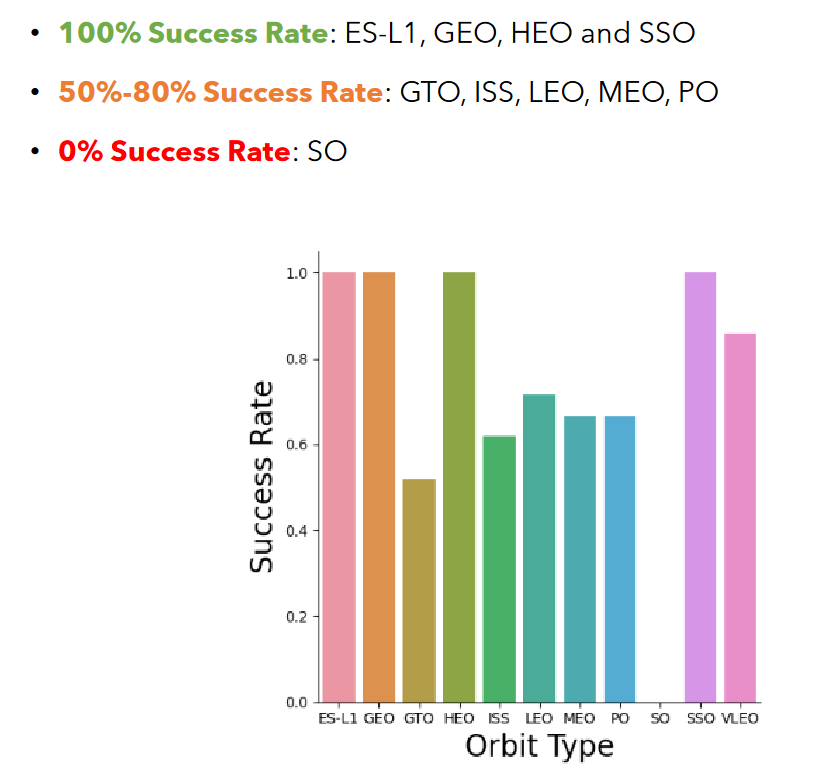 • 100% Success Rate: ES-L1, GEO, HEO and SSO
• 50%-80% Success Rate: GTO, ISS, LEO, MEO, PO
• 0% Success Rate: SO
1.0
0.8
0.6
0.4
0.2
0.0
Success Rate
ES-L1 GEO GTO HEO ISS LEO MEO PO SO SSO VLEO
Orbit Type